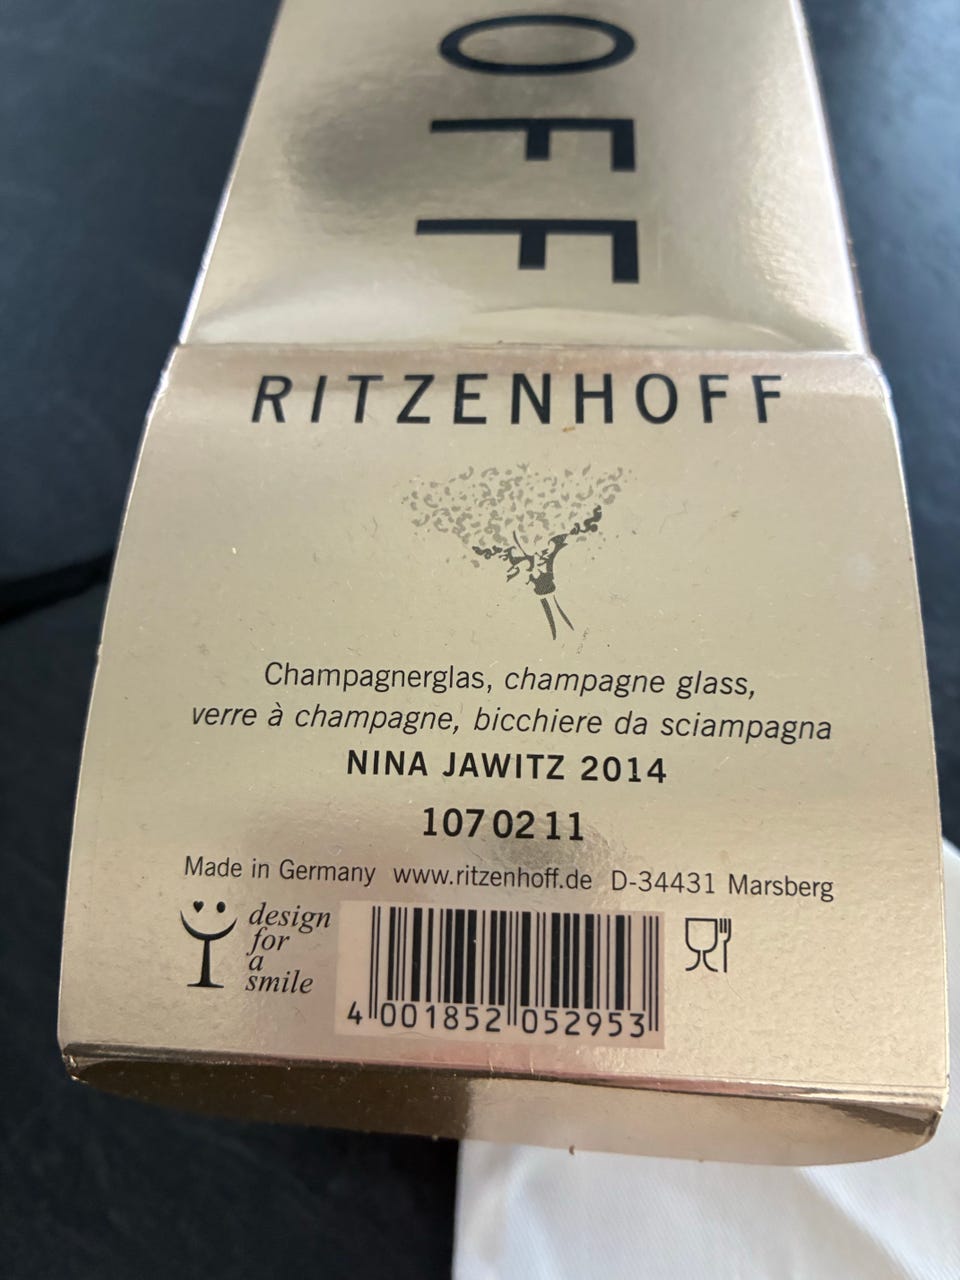 OFF
RITZENHOFF
Champagnerglas, champagne glass,
verre à champagne, bicchiere da sciampagna
NINA JAWITZ 2014
107 02 11
Made in Germany www.ritzenhoff.de D-34431 Marsberg
design
for
a
smile
4 001852 052953